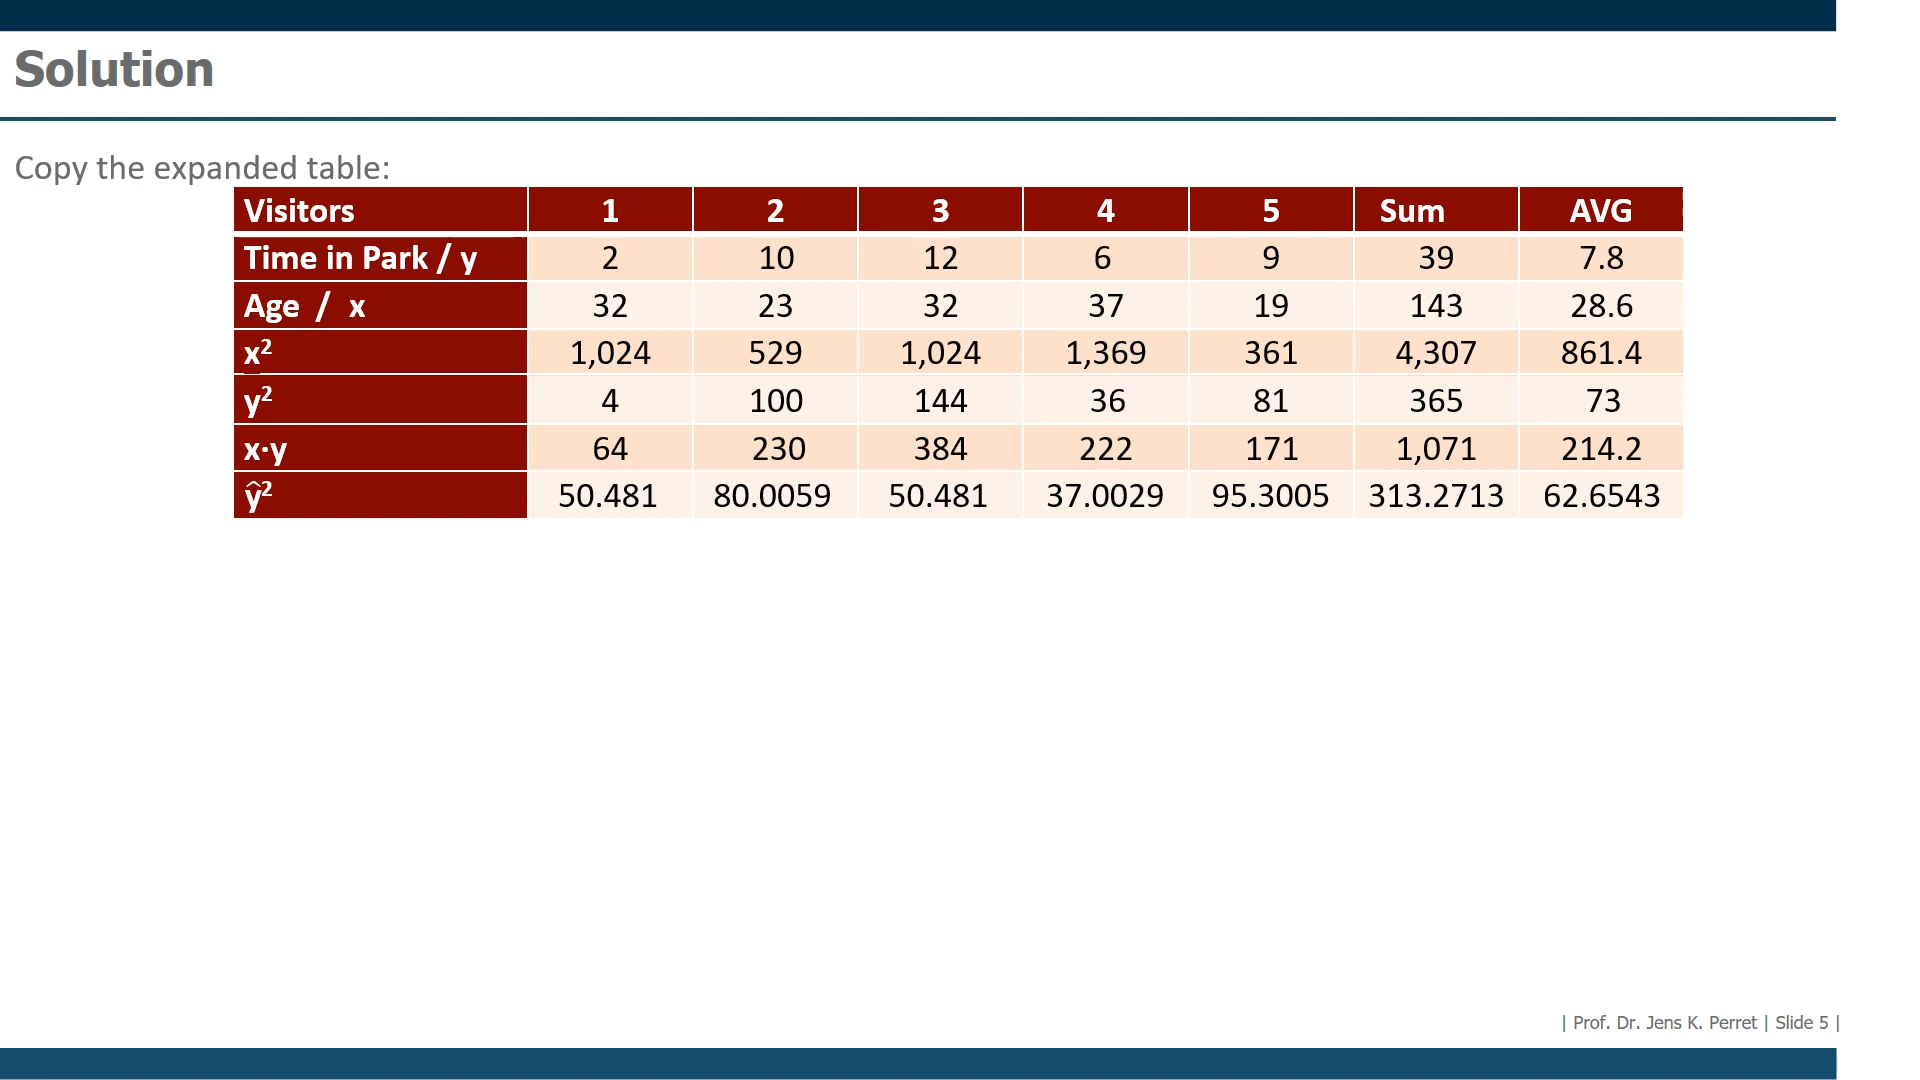 Solution
Copy the expanded table:
Visitors 1 2 3 4 5 Sum AVG
Time in Park / y 2 10 12 6 9 39 7.8
Age / x 32 23 32 37 19 143 28.6
x² 1,024 529 1,024 1,369 361 4,307 861.4
y² 4 100 144 36 81 365 73
x·y 64 230 384 222 171 1,071 214.2
ŷ² 50.481 80.0059 50.481 37.0029 95.3005 313.2713 62.6543
| Prof. Dr. Jens K. Perret | Slide 5 |